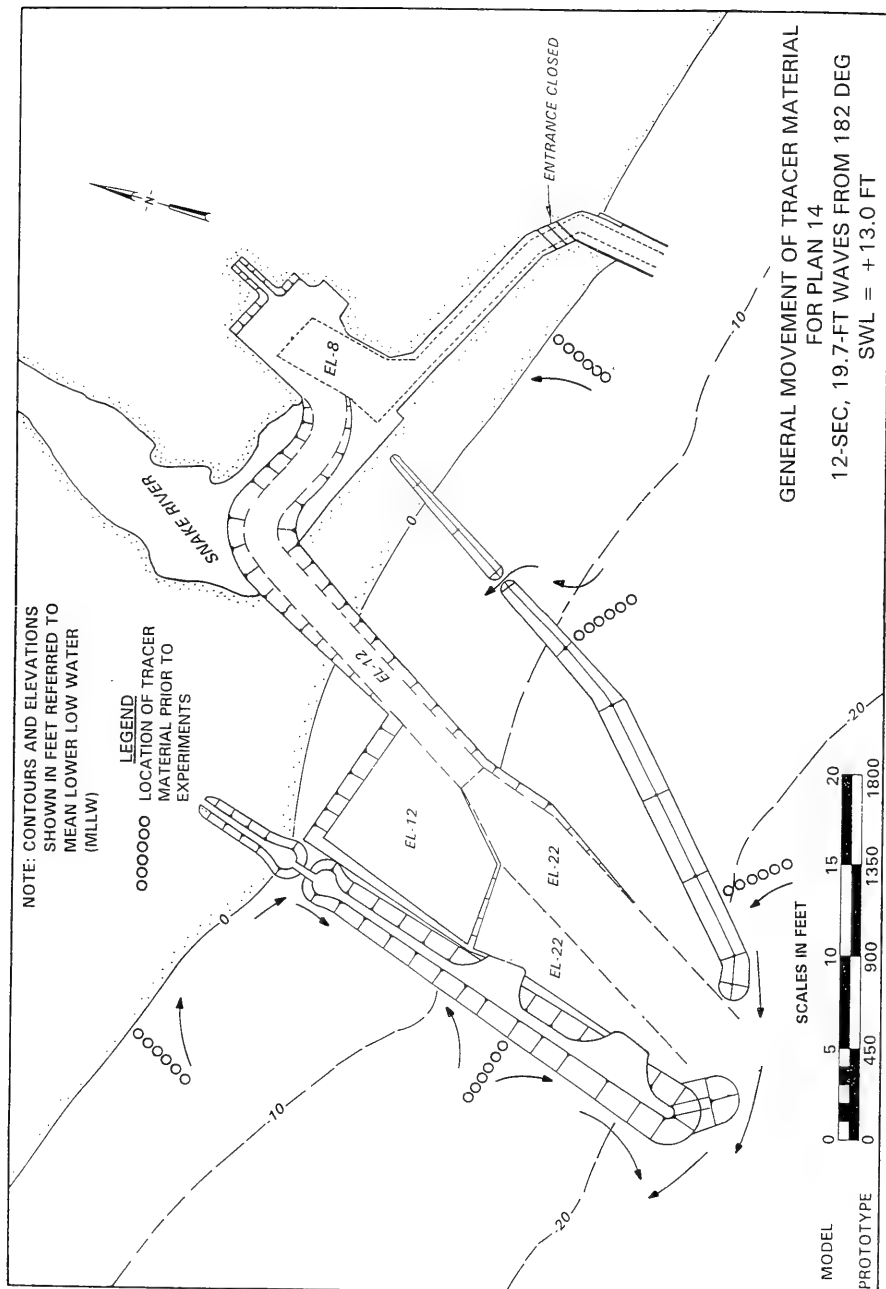 NOTE: CONTOURS AND ELEVATIONS
SHOWN IN FEET REFERRED TO
MEAN LOWER LOW WATER
(MLLW)
LEGEND
OOOOOO LOCATION OF TRACER
MATERIAL PRIOR TO
EXPERIMENTS
SNAKE RIVER
-N-
EL-8
ENTRANCE CLOSED
0
0
EL-12
EL-12
-10
-10
EL-22
EL-22
-20
-20
GENERAL MOVEMENT OF TRACER MATERIAL
FOR PLAN 14
12-SEC, 19.7-FT WAVES FROM 182 DEG
SWL = +13.0 FT
SCALES IN FEET
MODEL 0 5 10 15 20
PROTOTYPE 0 450 900 1350 1800